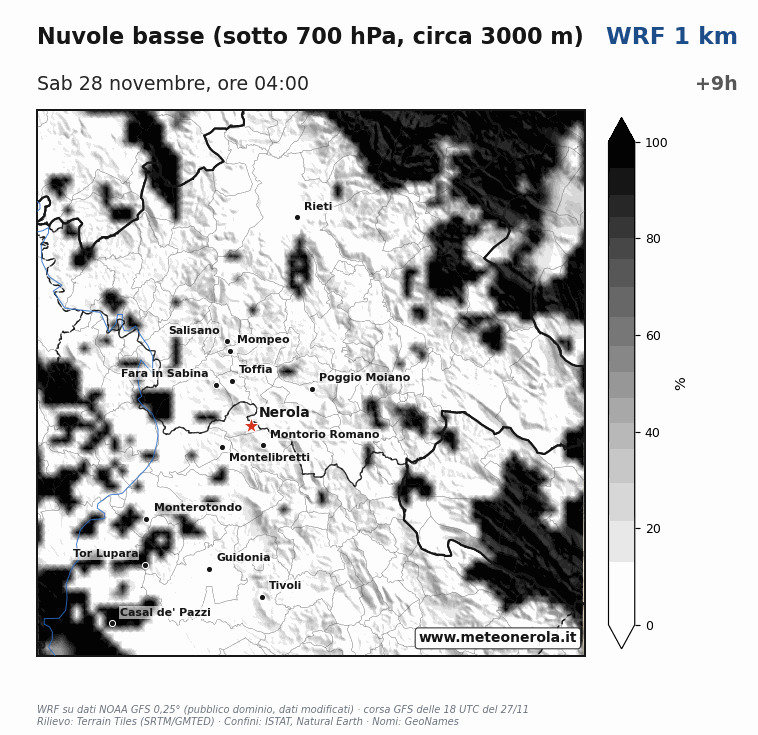 Nuvole basse (sotto 700 hPa, circa 3000 m) WRF 1 km
Sab 28 novembre, ore 04:00 +9h
100
80
60
40
20
0
%
Rieti
Salisano
Mompeo
Fara in Sabina
Toffia
Poggio Moiano
Nerola
Montorio Romano
Montelibretti
Monterotondo
Tor Lupara
Guidonia
Tivoli
Casal de' Pazzi
www.meteonerola.it
WRF su dati NOAA GFS 0,25° (pubblico dominio, dati modificati) · corsa GFS delle 18 UTC del 27/11
Rilievo: Terrain Tiles (SRTM/GMTED) · Confini: ISTAT, Natural Earth · Nomi: GeoNames